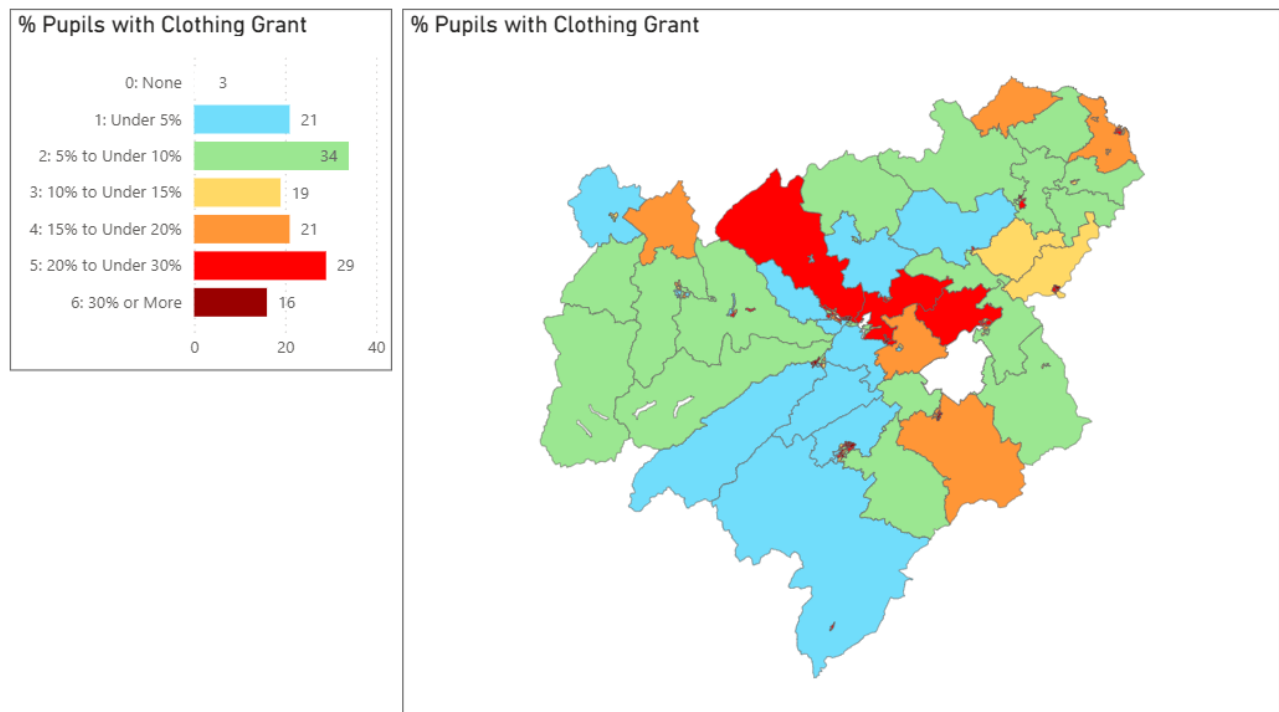 % Pupils with Clothing Grant
0: None 3
1: Under 5% 21
2: 5% to Under 10% 34
3: 10% to Under 15% 19
4: 15% to Under 20% 21
5: 20% to Under 30% 29
6: 30% or More 16
0 20 40
% Pupils with Clothing Grant